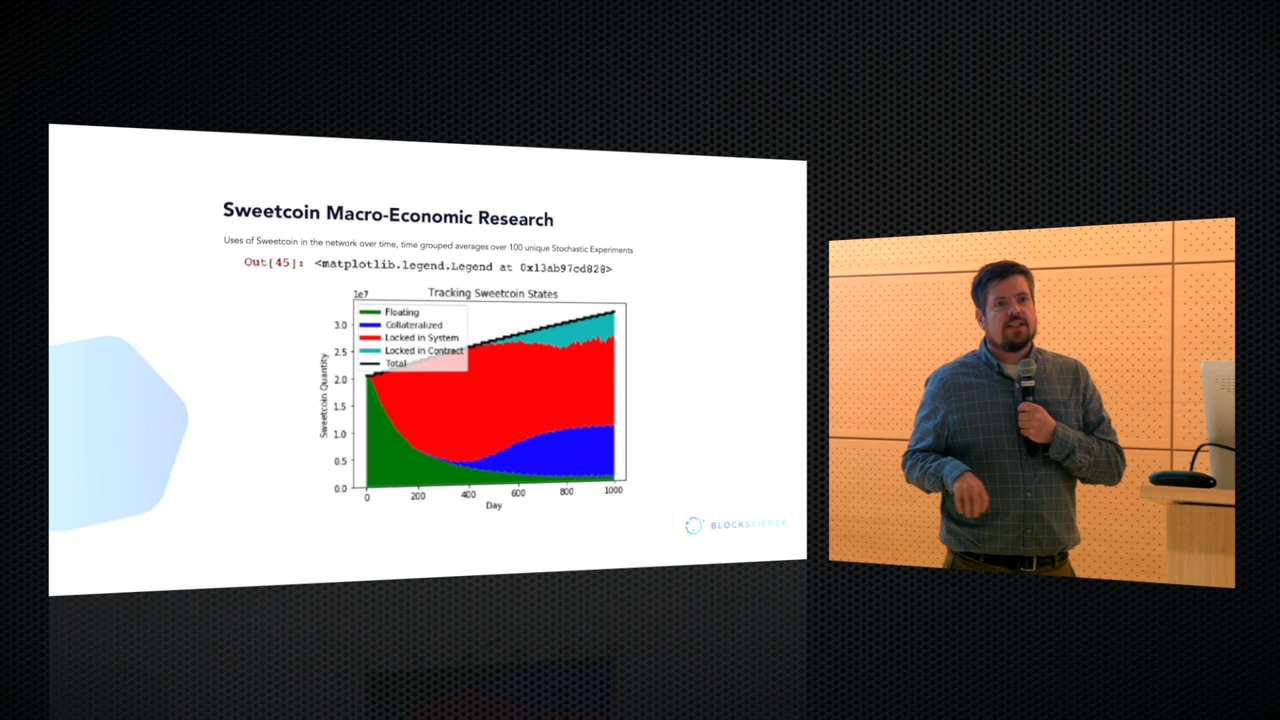 Sweetcoin Macro-Economic Research
Uses of Sweetcoin in the network over time, time grouped averages over 100 unique Stochastic Experiments
Out[45]: <matplotlib.legend.Legend at 0x13ab97cd828>
1e7
Tracking Sweetcoin States
Floating
Collateralized
Locked in System
Locked in Contract
Total
Sweetcoin Quantity
3.0
2.5
2.0
1.5
1.0
0.5
0.0
0 200 400 600 800 1000
Day
BLOCKSCIENCE